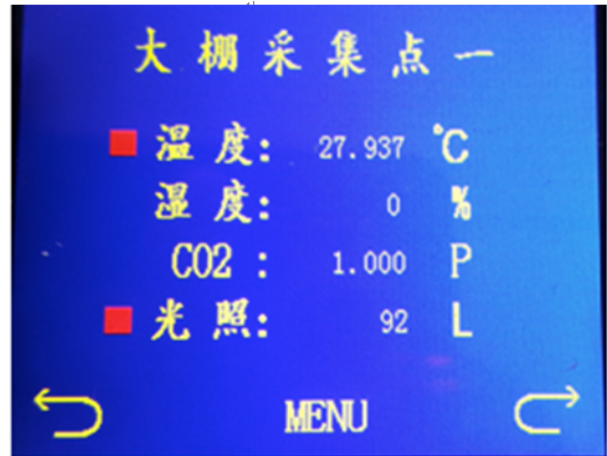 大棚采集点一
温度: 27.937 ℃
湿度: 0 %
CO2 : 1.000 P
光照: 92 L
MENU